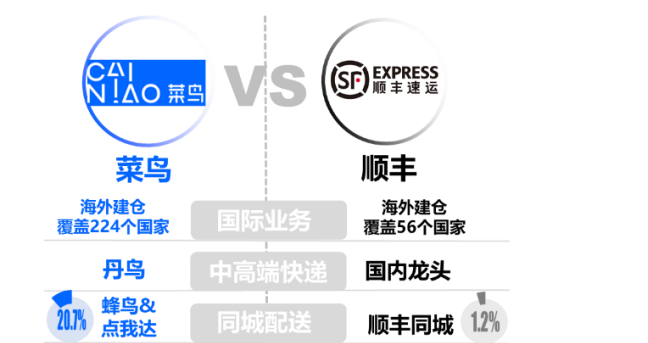 CAI
NIAO 菜鸟
VS
SF EXPRESS
顺丰速运
菜鸟
顺丰
海外建仓
覆盖224个国家
国际业务
海外建仓
覆盖56个国家
丹鸟
中高端快递
国内龙头
20.7%
蜂鸟&
点我达
同城配送
顺丰同城
1.2%